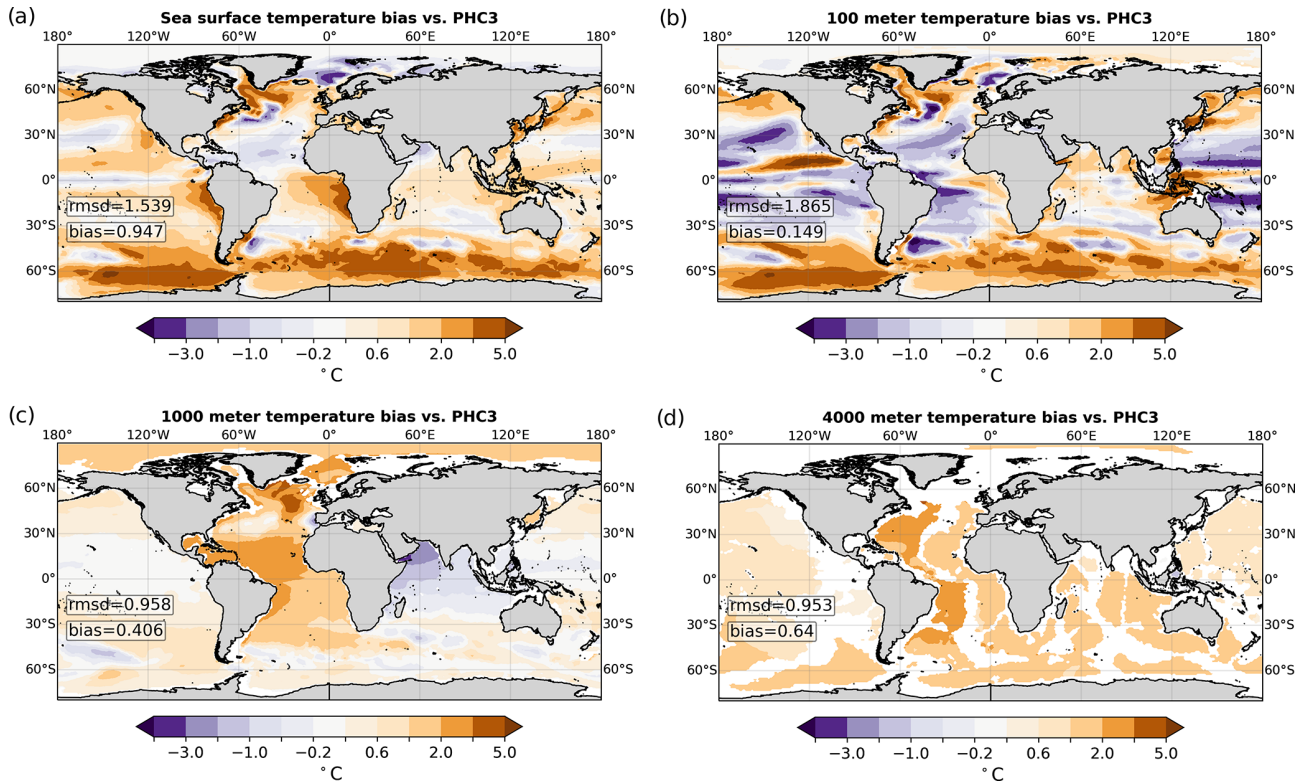 (a)
Sea surface temperature bias vs. PHC3
180° 120°W 60°W 0° 60°E 120°E 180°
60°N
30°N
0°
30°S
60°S
rmsd=1.539
bias=0.947
−3.0 −1.0 −0.2 0.6 2.0 5.0
°C
(b)
100 meter temperature bias vs. PHC3
180° 120°W 60°W 0° 60°E 120°E 180°
60°N 60°N
30°N 30°N
0° 0°
30°S 30°S
60°S 60°S
rmsd=1.865
bias=0.149
−3.0 −1.0 −0.2 0.6 2.0 5.0
°C
(c)
1000 meter temperature bias vs. PHC3
180° 120°W 60°W 0° 60°E 120°E 180°
60°N 60°N
30°N 30°N
0° 0°
30°S 30°S
60°S 60°S
rmsd=0.958
bias=0.406
−3.0 −1.0 −0.2 0.6 2.0 5.0
°C
(d)
4000 meter temperature bias vs. PHC3
180° 120°W 60°W 0° 60°E 120°E 180°
60°N 60°N
30°N 30°N
0° 0°
30°S 30°S
60°S 60°S
rmsd=0.953
bias=0.64
−3.0 −1.0 −0.2 0.6 2.0 5.0
°C